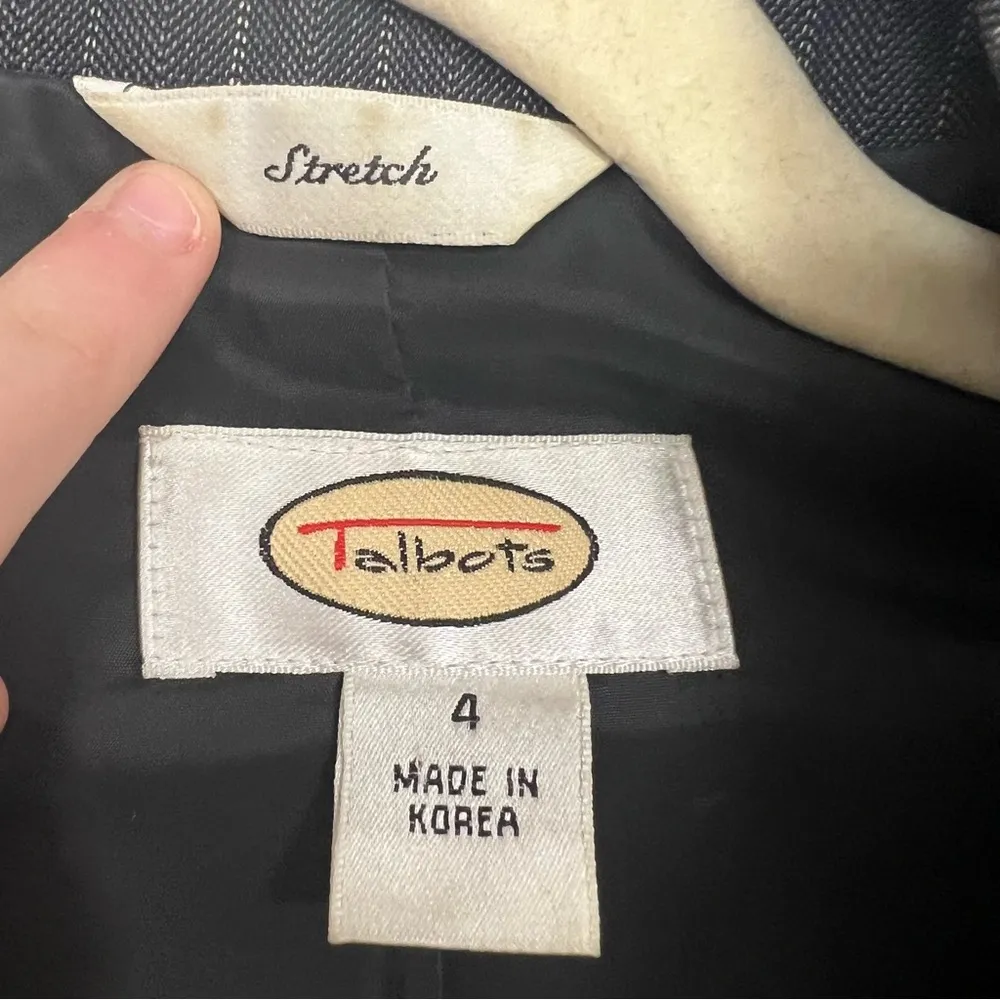 Stretch
Talbots
4
MADE IN
KOREA